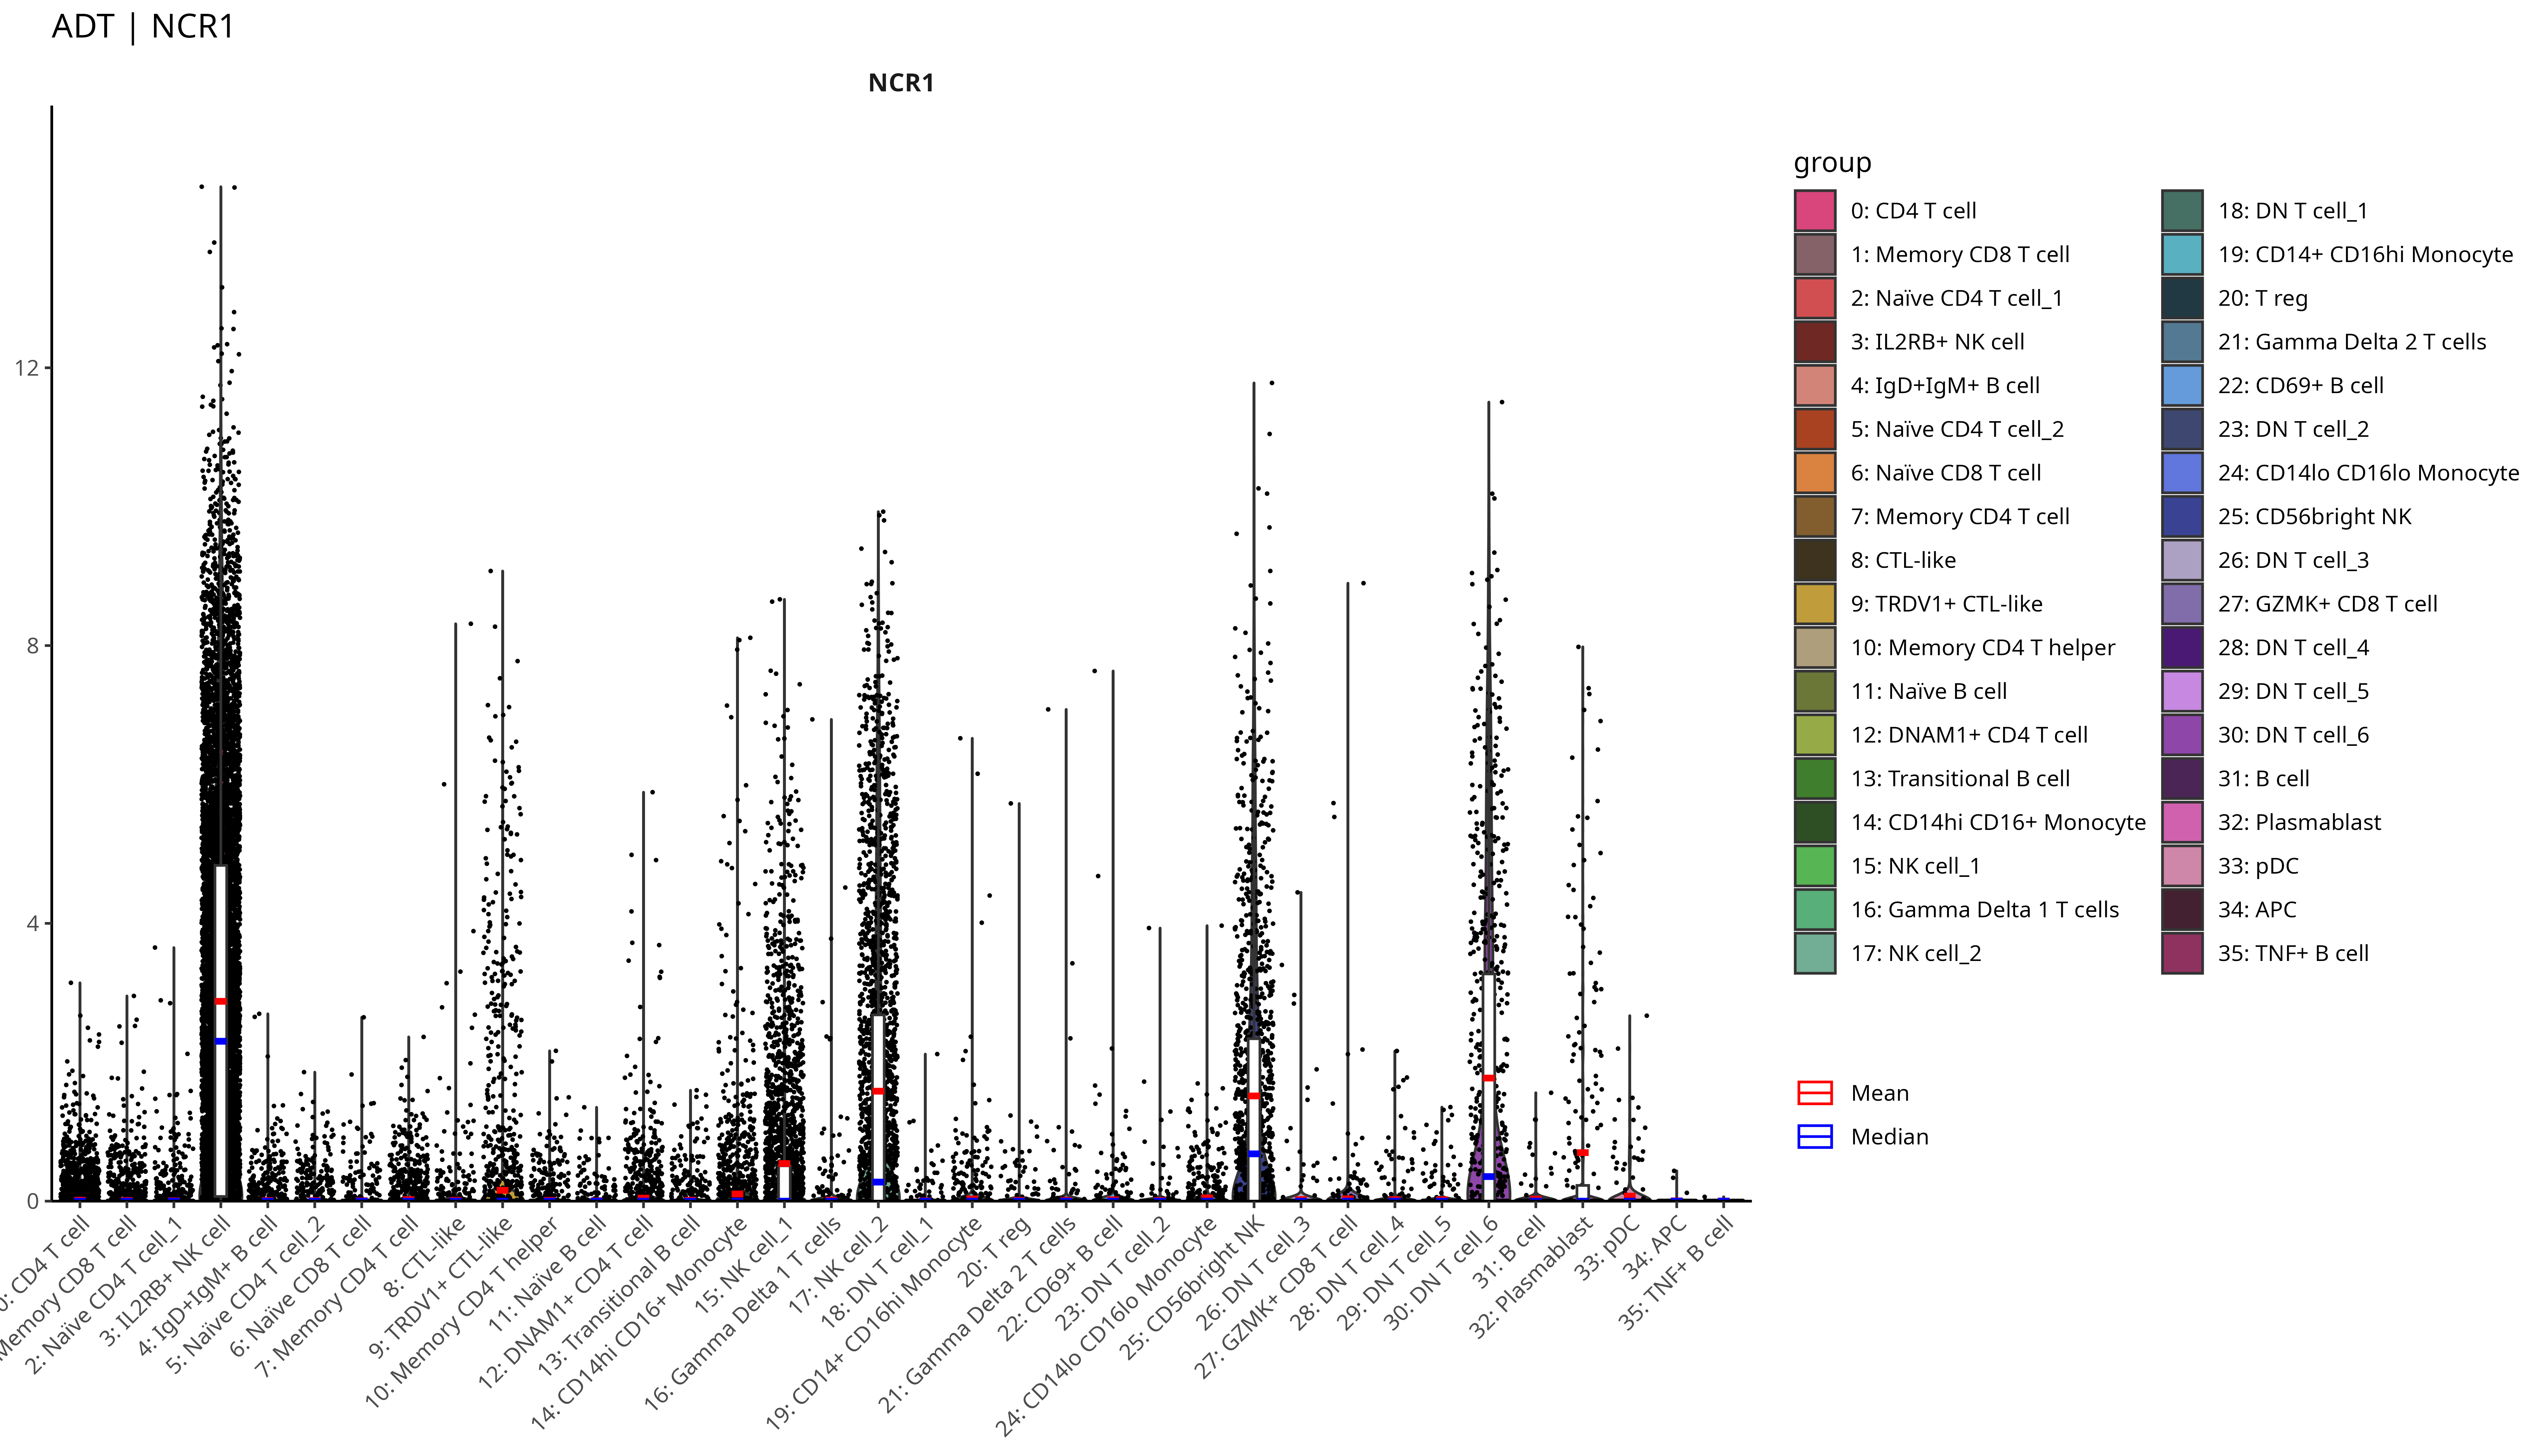 ADT | NCR1
NCR1
12
8
4
0
0: CD4 T cell
Memory CD8 T cell
2: Naïve CD4 T cell_1
3: IL2RB+ NK cell
4: IgD+IgM+ B cell
5: Naïve CD4 T cell_2
6: Naïve CD8 T cell
7: Memory CD4 T cell
8: CTL-like
9: TRDV1+ CTL-like
10: Memory CD4 T helper
11: Naïve B cell
12: DNAM1+ CD4 T cell
13: Transitional B cell
14: CD14hi CD16+ Monocyte
15: NK cell_1
16: Gamma Delta 1 T cells
17: NK cell_2
18: DN T cell_1
19: CD14+ CD16hi Monocyte
20: T reg
21: Gamma Delta 2 T cells
22: CD69+ B cell
23: DN T cell_2
24: CD14lo CD16lo Monocyte
25: CD56bright NK
26: DN T cell_3
27: GZMK+ CD8 T cell
28: DN T cell_4
29: DN T cell_5
30: DN T cell_6
31: B cell
32: Plasmablast
33: pDC
34: APC
35: TNF+ B cell
group
0: CD4 T cell
1: Memory CD8 T cell
2: Naïve CD4 T cell_1
3: IL2RB+ NK cell
4: IgD+IgM+ B cell
5: Naïve CD4 T cell_2
6: Naïve CD8 T cell
7: Memory CD4 T cell
8: CTL-like
9: TRDV1+ CTL-like
10: Memory CD4 T helper
11: Naïve B cell
12: DNAM1+ CD4 T cell
13: Transitional B cell
14: CD14hi CD16+ Monocyte
15: NK cell_1
16: Gamma Delta 1 T cells
17: NK cell_2
18: DN T cell_1
19: CD14+ CD16hi Monocyte
20: T reg
21: Gamma Delta 2 T cells
22: CD69+ B cell
23: DN T cell_2
24: CD14lo CD16lo Monocyte
25: CD56bright NK
26: DN T cell_3
27: GZMK+ CD8 T cell
28: DN T cell_4
29: DN T cell_5
30: DN T cell_6
31: B cell
32: Plasmablast
33: pDC
34: APC
35: TNF+ B cell
Mean
Median